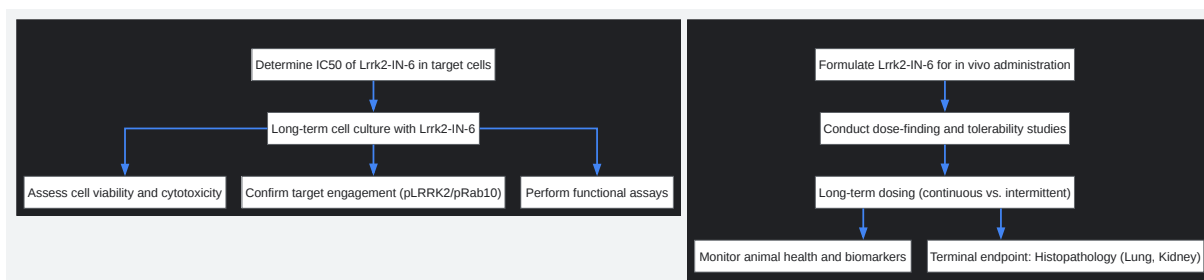 Determine IC50 of Lrrk2-IN-6 in target cells
Long-term cell culture with Lrrk2-IN-6
Assess cell viability and cytotoxicity
Confirm target engagement (pLRRK2/pRab10)
Perform functional assays
Formulate Lrrk2-IN-6 for in vivo administration
Conduct dose-finding and tolerability studies
Long-term dosing (continuous vs. intermittent)
Monitor animal health and biomarkers
Terminal endpoint: Histopathology (Lung, Kidney)